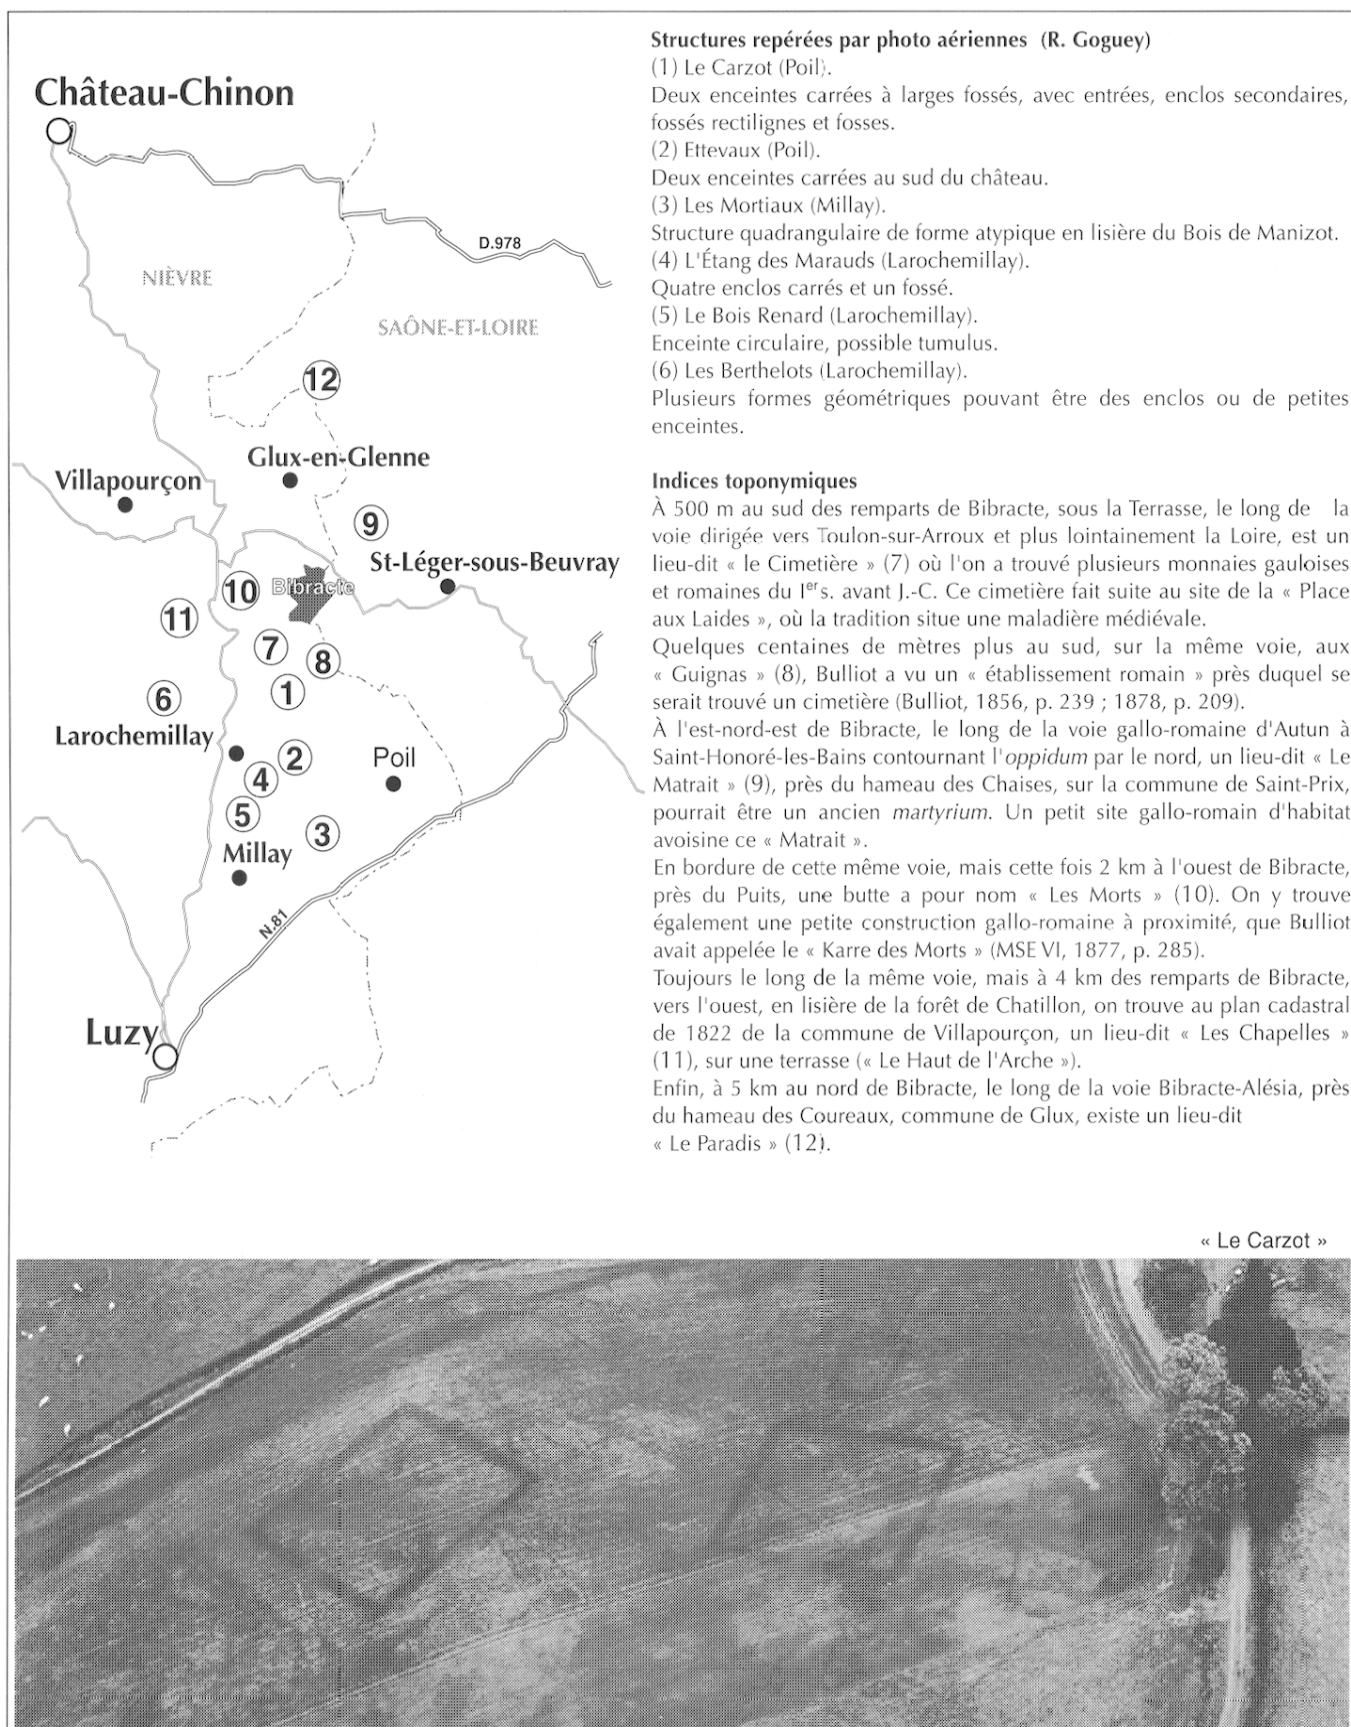 Château-Chinon
D.978
NIÈVRE
SAÔNE-ET-LOIRE
12
Glux-en-Glenne
Villapourçon
9
St-Léger-sous-Beuvray
10
Bibracte
11
7
8
6
1
Larochemillay
2
Poil
4
5
3
Millay
N.81
Luzy
Structures repérées par photo aériennes (R. Goguey)
(1) Le Carzot (Poil).
Deux enceintes carrées à larges fossés, avec entrées, enclos secondaires,
fossés rectilignes et fosses.
(2) Ettevaux (Poil).
Deux enceintes carrées au sud du château.
(3) Les Mortiaux (Millay).
Structure quadrangulaire de forme atypique en lisière du Bois de Manizot.
(4) L'Étang des Marauds (Larochemillay).
Quatre enclos carrés et un fossé.
(5) Le Bois Renard (Larochemillay).
Enceinte circulaire, possible tumulus.
(6) Les Berthelots (Larochemillay).
Plusieurs formes géométriques pouvant être des enclos ou de petites
enceintes.
Indices toponymiques
À 500 m au sud des remparts de Bibracte, sous la Terrasse, le long de la
voie dirigée vers Toulon-sur-Arroux et plus lointainement la Loire, est un
lieu-dit « le Cimetière » (7) où l'on a trouvé plusieurs monnaies gauloises
et romaines du Iers. avant J.-C. Ce cimetière fait suite au site de la « Place
aux Laides », où la tradition situe une maladière médiévale.
Quelques centaines de mètres plus au sud, sur la même voie, aux
« Guignas » (8), Bulliot a vu un « établissement romain » près duquel se
serait trouvé un cimetière (Bulliot, 1856, p. 239 ; 1878, p. 209).
À l'est-nord-est de Bibracte, le long de la voie gallo-romaine d'Autun à
Saint-Honoré-les-Bains contournant l'oppidum par le nord, un lieu-dit « Le
Matrait » (9), près du hameau des Chaises, sur la commune de Saint-Prix,
pourrait être un ancien martyrium. Un petit site gallo-romain d'habitat
avoisine ce « Matrait ».
En bordure de cette même voie, mais cette fois 2 km à l'ouest de Bibracte,
près du Puits, une butte a pour nom « Les Morts » (10). On y trouve
également une petite construction gallo-romaine à proximité, que Bulliot
avait appelée le « Karre des Morts » (MSE VI, 1877, p. 285).
Toujours le long de la même voie, mais à 4 km des remparts de Bibracte,
vers l'ouest, en lisière de la forêt de Chatillon, on trouve au plan cadastral
de 1822 de la commune de Villapourçon, un lieu-dit « Les Chapelles »
(11), sur une terrasse (« Le Haut de l'Arche »).
Enfin, à 5 km au nord de Bibracte, le long de la voie Bibracte-Alésia, près
du hameau des Coureaux, commune de Glux, existe un lieu-dit
« Le Paradis » (12).
« Le Carzot »